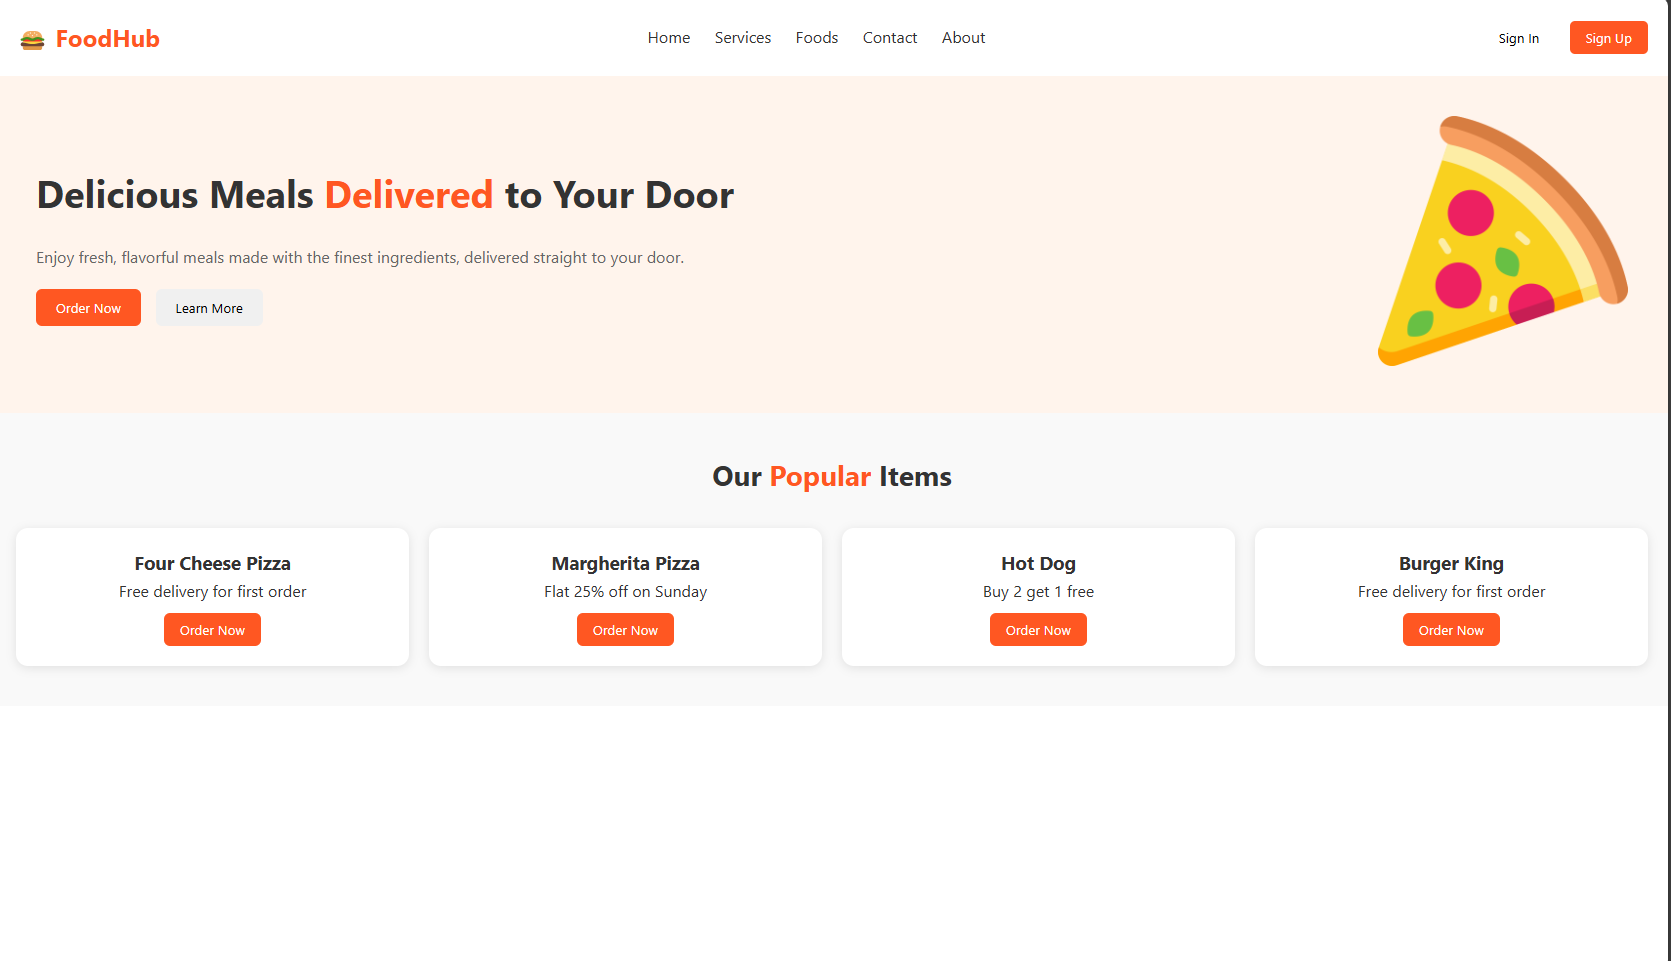 FoodHub
Home Services Foods Contact About
Sign In
Sign Up
Delicious Meals Delivered to Your Door
Enjoy fresh, flavorful meals made with the finest ingredients, delivered straight to your door.
Order Now
Learn More
Our Popular Items
Four Cheese Pizza
Free delivery for first order
Order Now
Margherita Pizza
Flat 25% off on Sunday
Order Now
Hot Dog
Buy 2 get 1 free
Order Now
Burger King
Free delivery for first order
Order Now